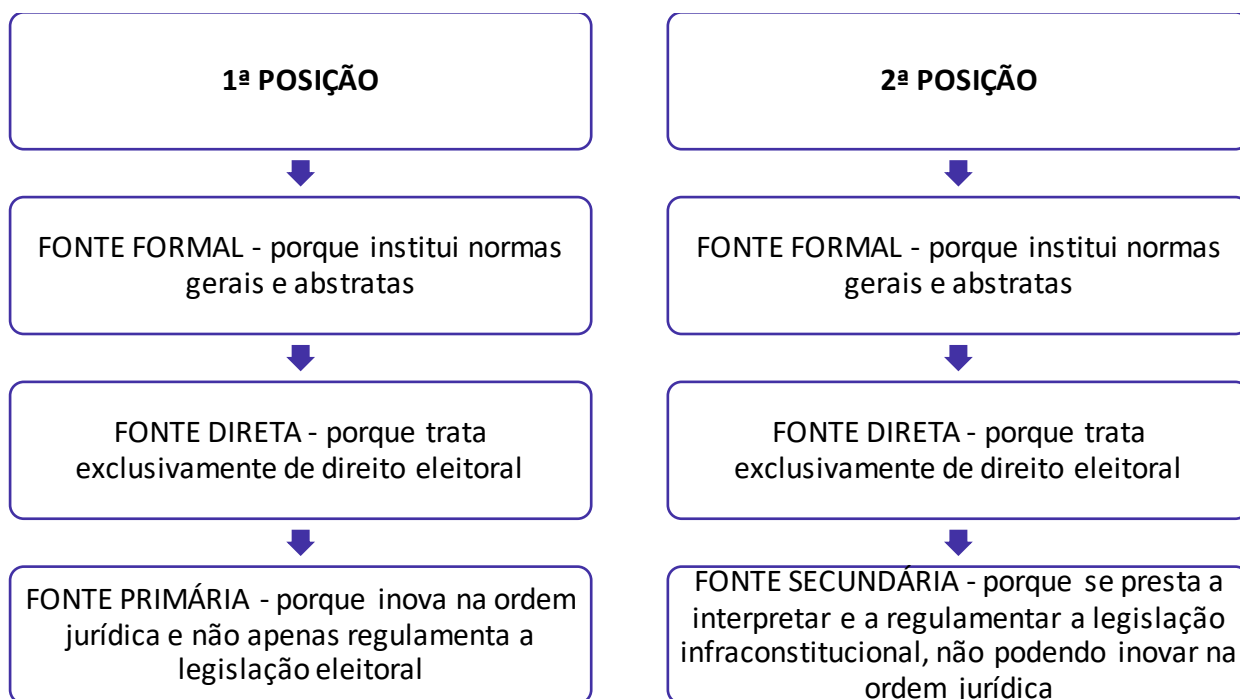 1ª POSIÇÃO
FONTE FORMAL - porque institui normas
gerais e abstratas
FONTE DIRETA - porque trata
exclusivamente de direito eleitoral
FONTE PRIMÁRIA - porque inova na ordem
jurídica e não apenas regulamenta a
legislação eleitoral
2ª POSIÇÃO
FONTE FORMAL - porque institui normas
gerais e abstratas
FONTE DIRETA - porque trata
exclusivamente de direito eleitoral
FONTE SECUNDÁRIA - porque se presta a
interpretar e a regulamentar a legislação
infraconstitucional, não podendo inovar na
ordem jurídica